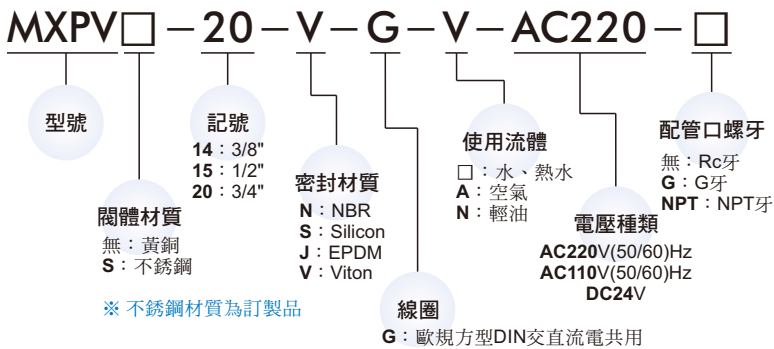 MXPV□－20－V－G－V－AC220－□
型號
閥體材質
無：黃銅
S：不銹鋼
※ 不銹鋼材質為訂製品
記號
14：3/8"
15：1/2"
20：3/4"
密封材質
N：NBR
S：Silicon
J：EPDM
V：Viton
線圈
G：歐規方型DIN交直流電共用
使用流體
□：水、熱水
A：空氣
N：輕油
電壓種類
AC220V(50/60)Hz
AC110V(50/60)Hz
DC24V
配管口螺牙
無：Rc牙
G：G牙
NPT：NPT牙